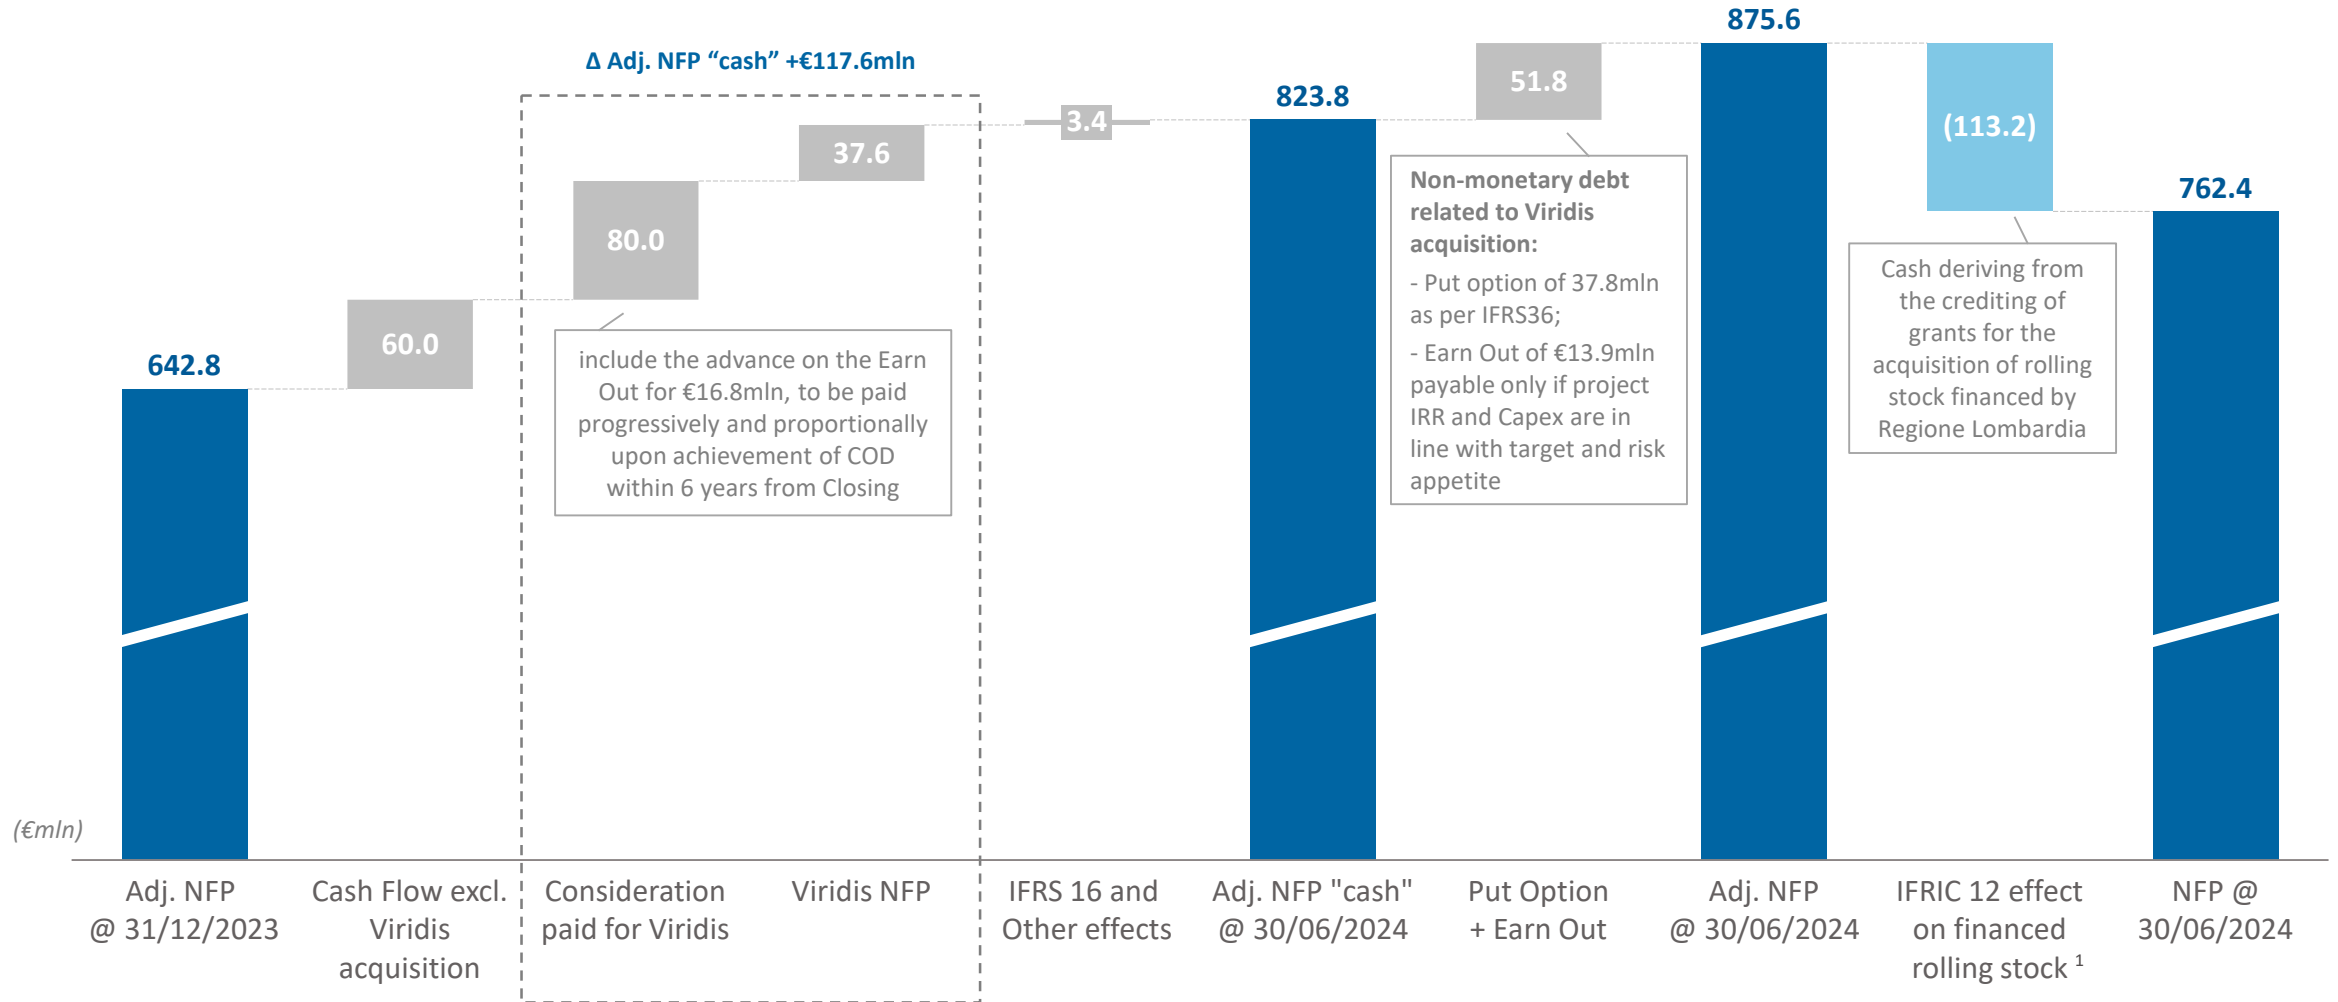 Δ Adj. NFP “cash” +€117.6mln
642.8
60.0
80.0
37.6
3.4
823.8
51.8
875.6
(113.2)
762.4
include the advance on the Earn
Out for €16.8mln, to be paid
progressively and proportionally
upon achievement of COD
within 6 years from Closing
Non-monetary debt
related to Viridis
acquisition:
- Put option of 37.8mln
as per IFRS36;
- Earn Out of €13.9mln
payable only if project
IRR and Capex are in
line with target and risk
appetite
Cash deriving from
the crediting of
grants for the
acquisition of rolling
stock financed by
Regione Lombardia
(€mln)
Adj. NFP
@ 31/12/2023
Cash Flow excl.
Viridis
acquisition
Consideration
paid for Viridis
Viridis NFP
IFRS 16 and
Other effects
Adj. NFP "cash"
@ 30/06/2024
Put Option
+ Earn Out
Adj. NFP
@ 30/06/2024
IFRIC 12 effect
on financed
rolling stock 1
NFP @
30/06/2024